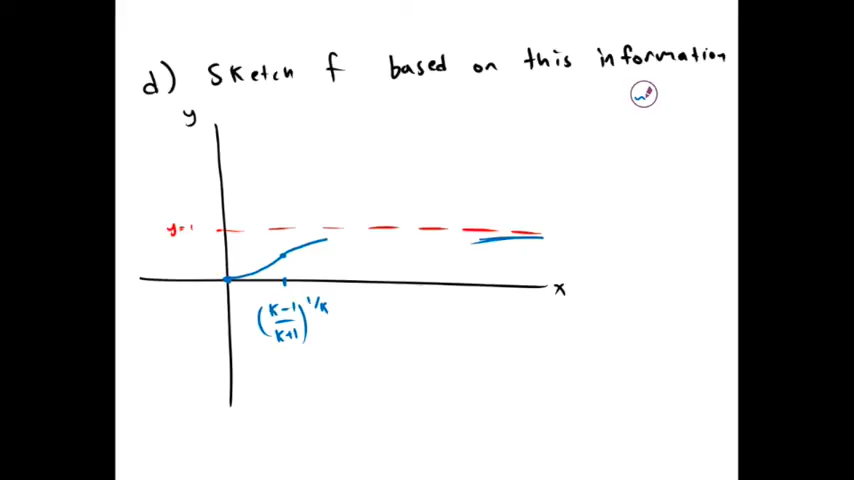 d) Sketch f based on this information
y
y=1
x
(k-1/k+1)^1/k